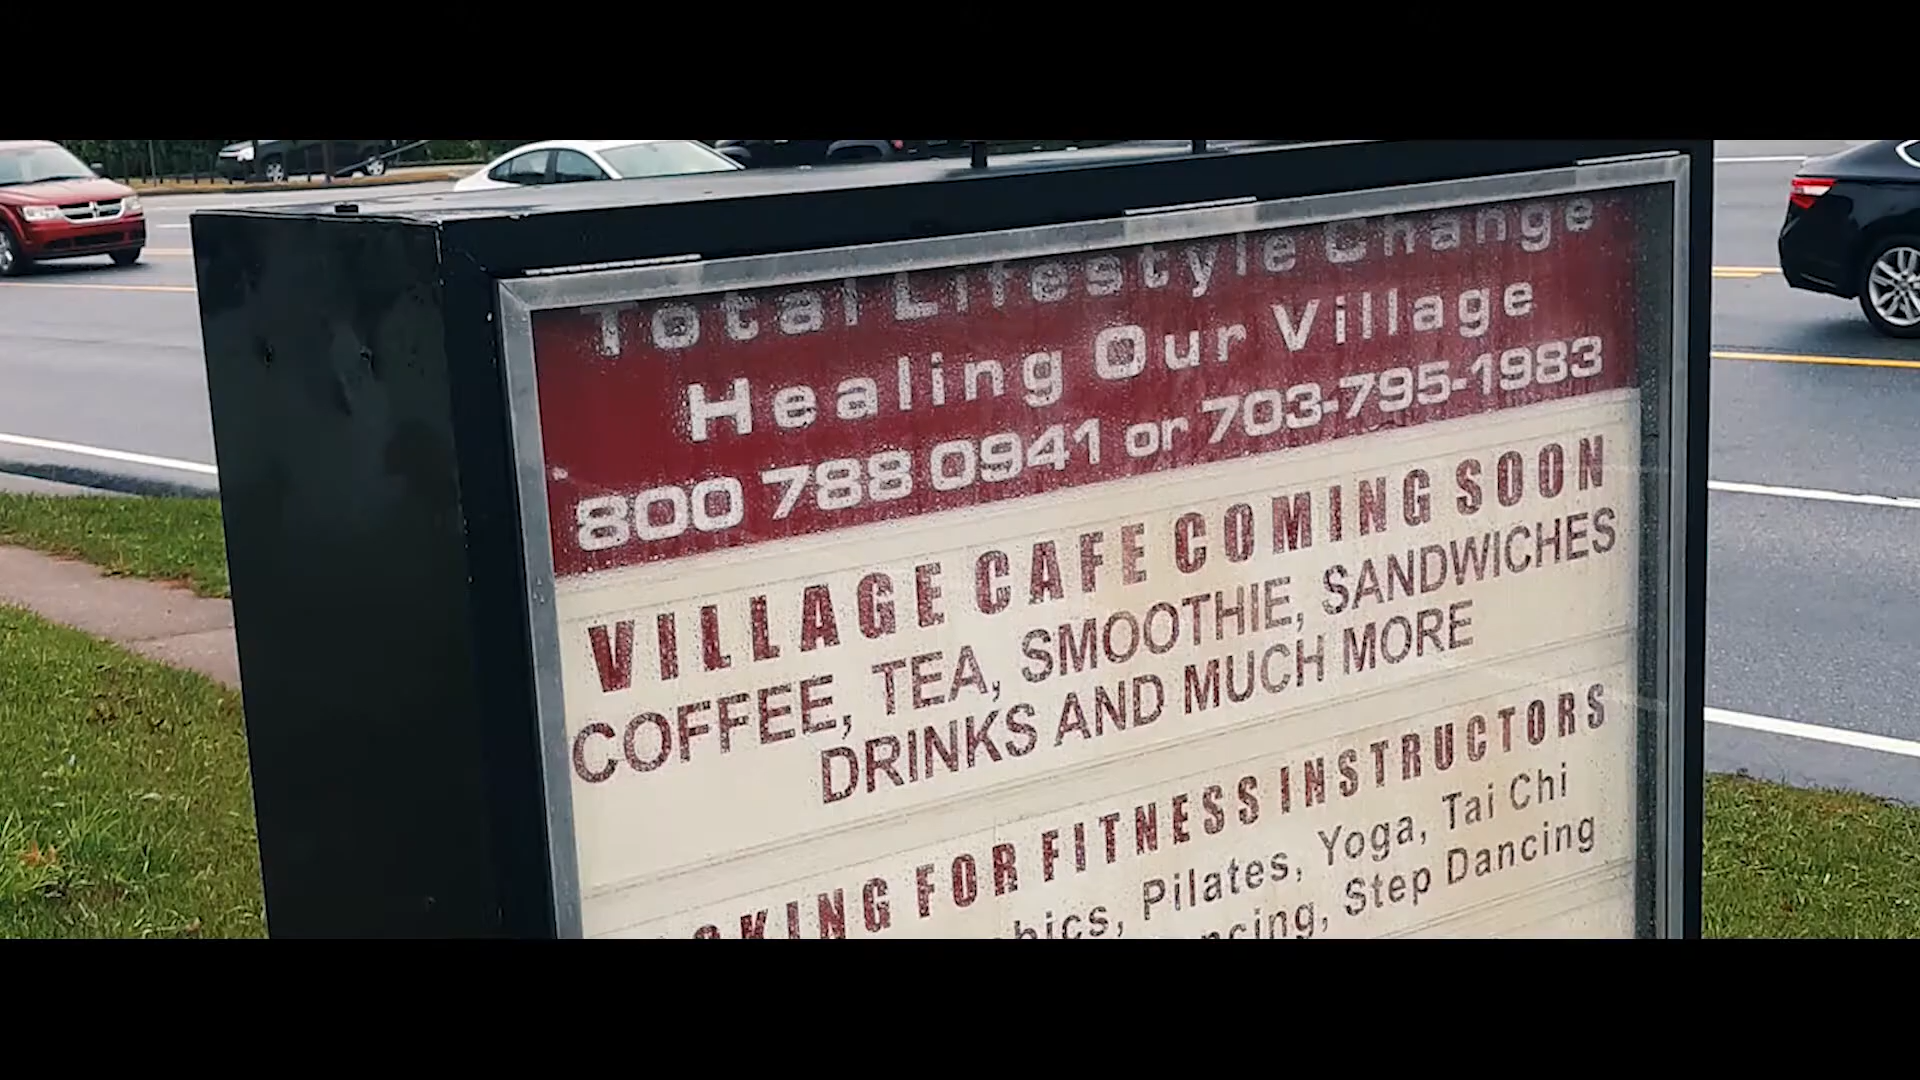 Total Lifestyle Change
Healing Our Village
800 788 0941 or 703-795-1983
VILLAGE CAFE COMING SOON
COFFEE, TEA, SMOOTHIE, SANDWICHES
DRINKS AND MUCH MORE
FOR FITNESS INSTRUCTORS
Pilates, Yoga, Tai Chi
Step Dancing